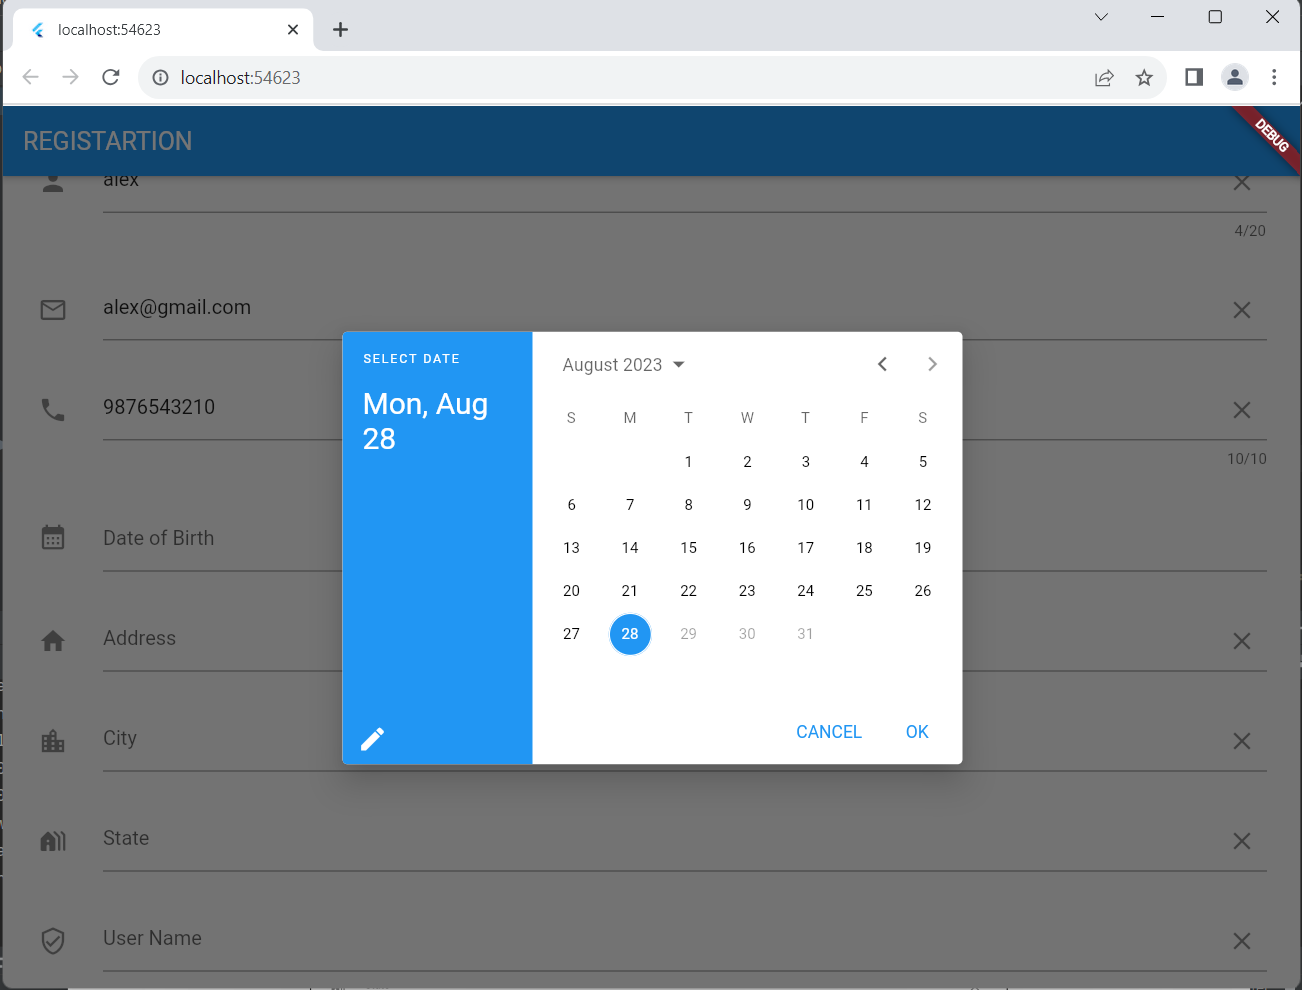 localhost:54623
localhost:54623
REGISTARTION
DEBUG
alex
4/20
alex@gmail.com
9876543210
10/10
Date of Birth
Address
City
State
User Name
SELECT DATE
Mon, Aug
28
August 2023
S M T W T F S
1 2 3 4 5
6 7 8 9 10 11 12
13 14 15 16 17 18 19
20 21 22 23 24 25 26
27 28 29 30 31
CANCEL OK